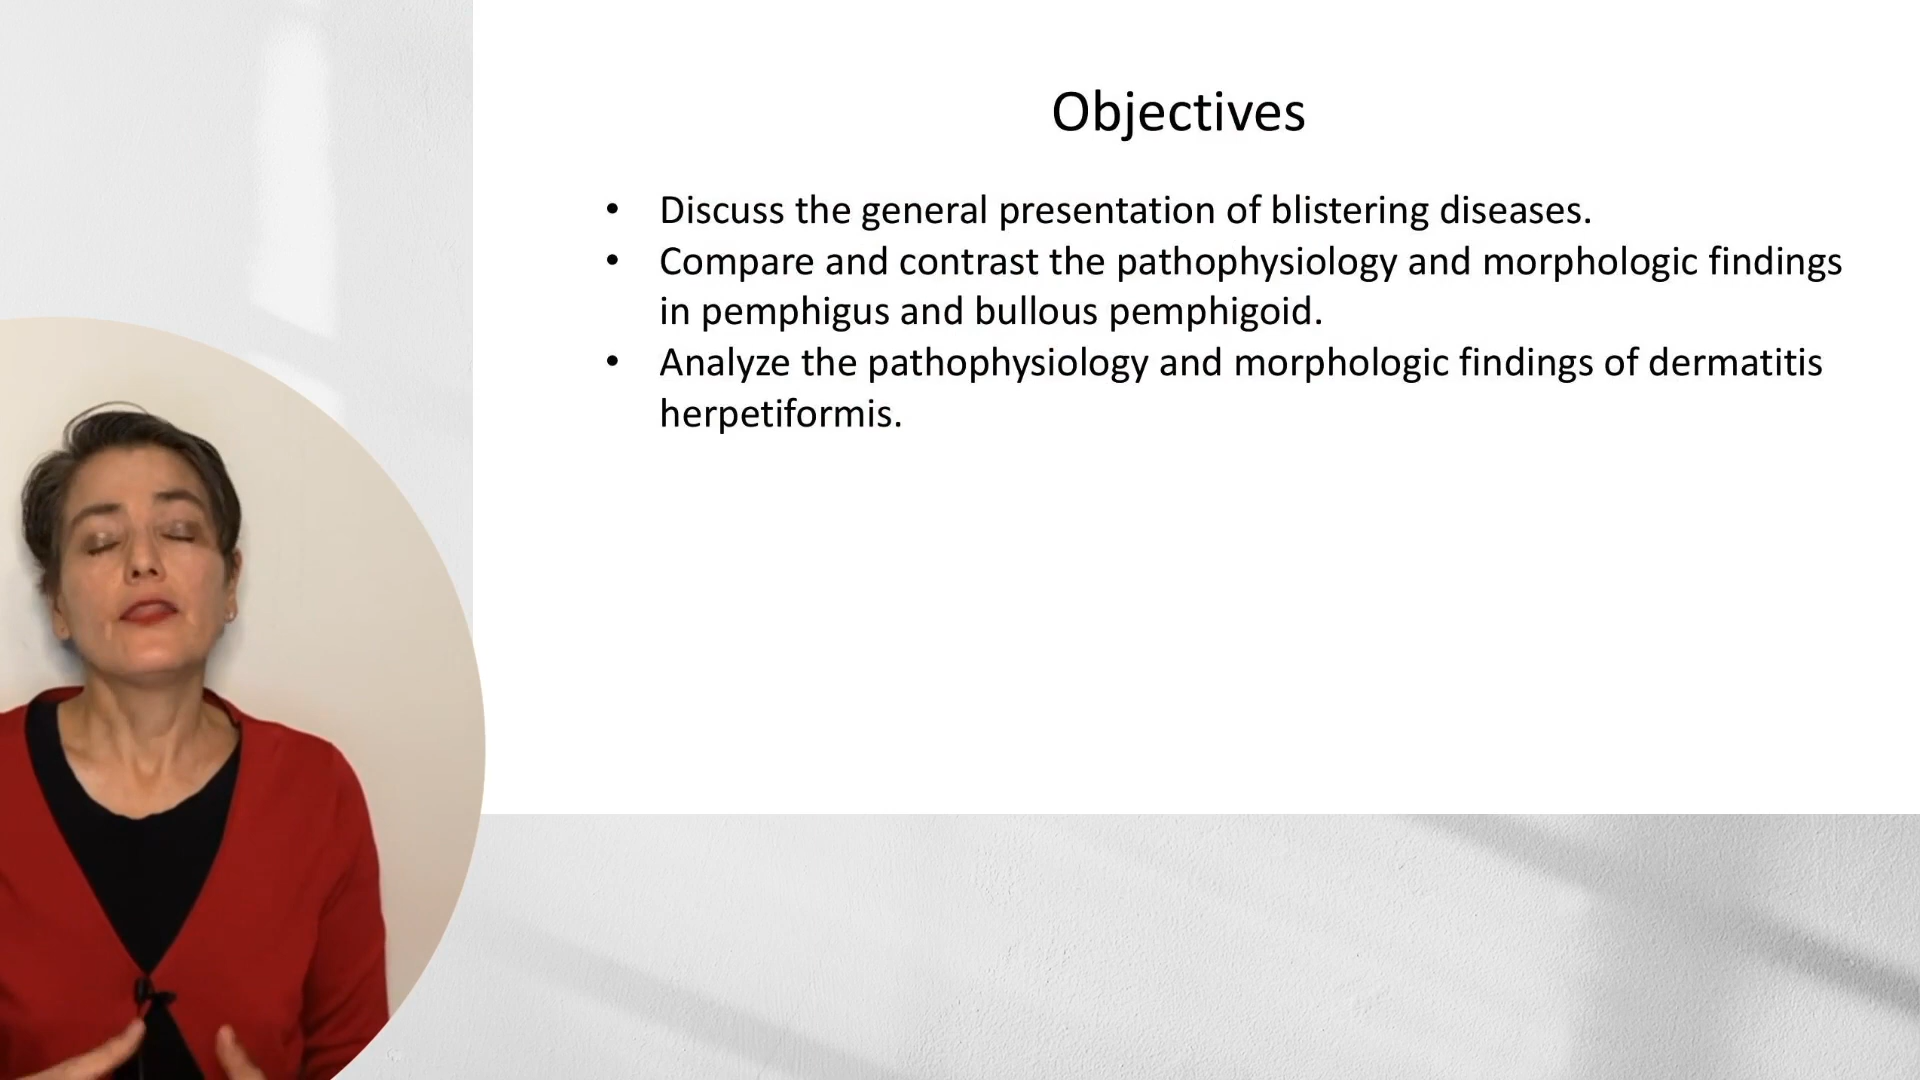 Objectives
• Discuss the general presentation of blistering diseases.
• Compare and contrast the pathophysiology and morphologic findings
in pemphigus and bullous pemphigoid.
• Analyze the pathophysiology and morphologic findings of dermatitis
herpetiformis.